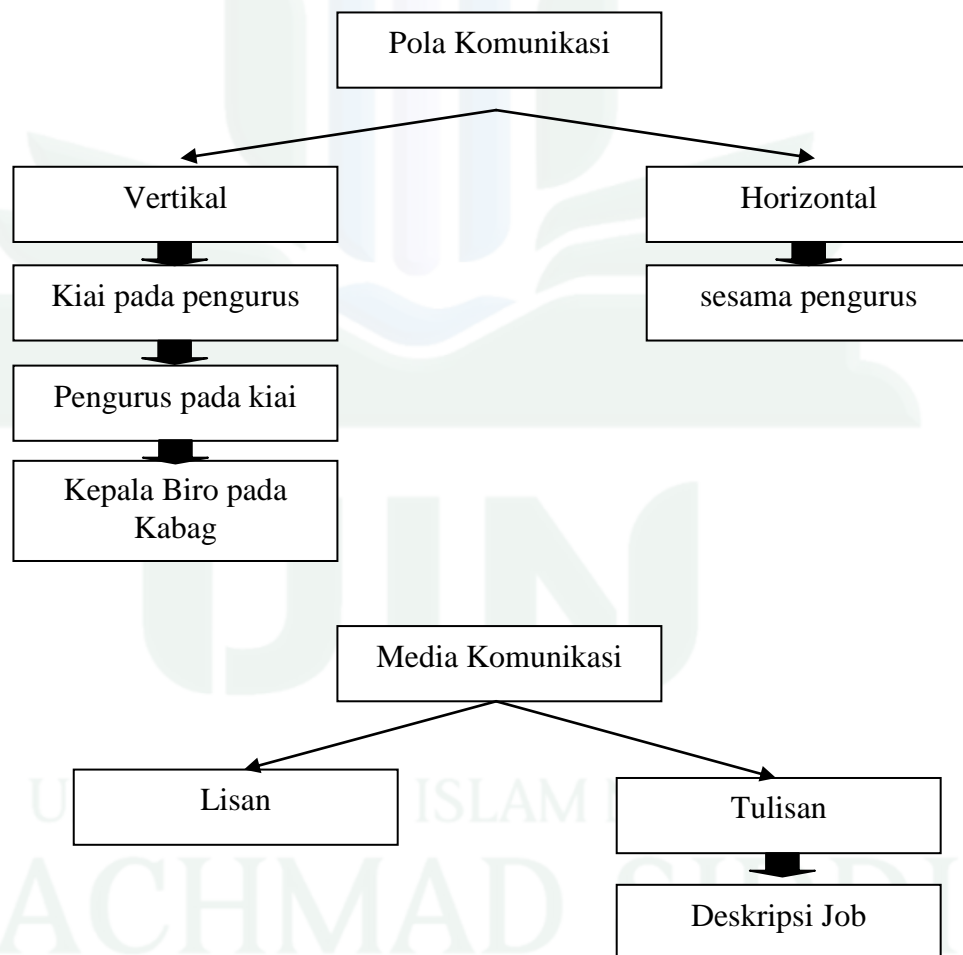 Pola Komunikasi
Vertikal
Horizontal
Kiai pada pengurus
sesama pengurus
Pengurus pada kiai
Kepala Biro pada
Kabag
UIN
Media Komunikasi
Lisan
Tulisan
ISLAM
ACHMAD
Deskripsi Job